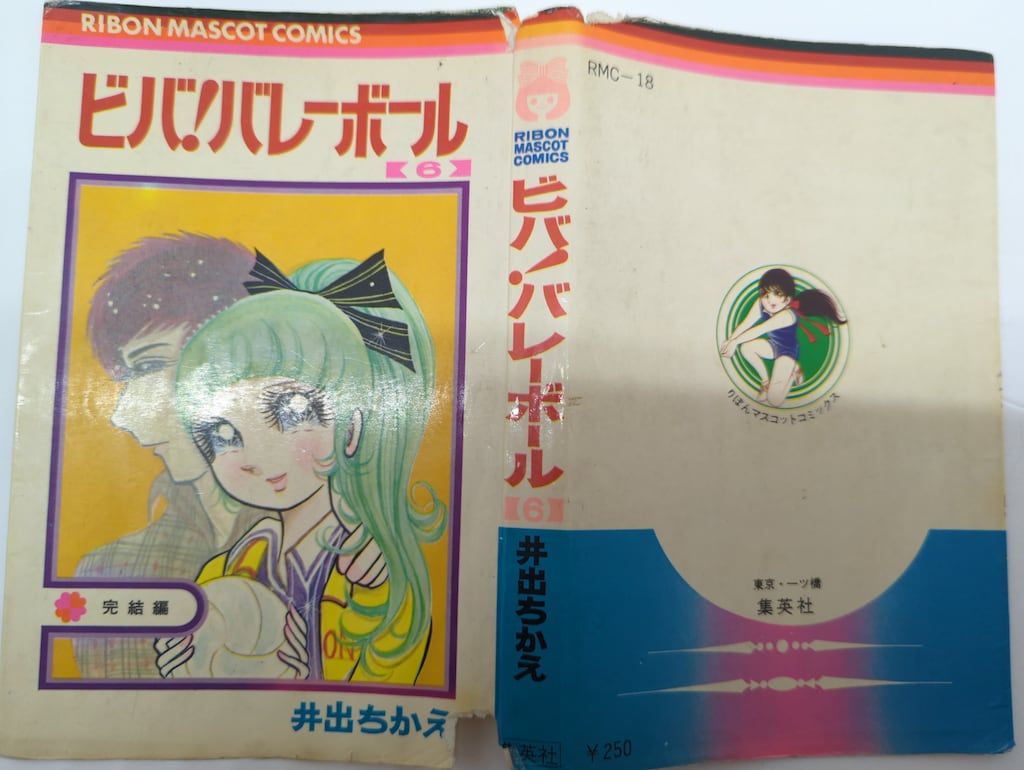 RIBON MASCOT COMICS
ビバ!バレーボール
6
完結編
井出ちかえ
RIBON
MASCOT
COMICS
ビバ!バレーボール
6
井出ちかえ
英社
¥250
RMC-18
りぼんマスコットコミックス
東京・一ツ橋
集英社
ON